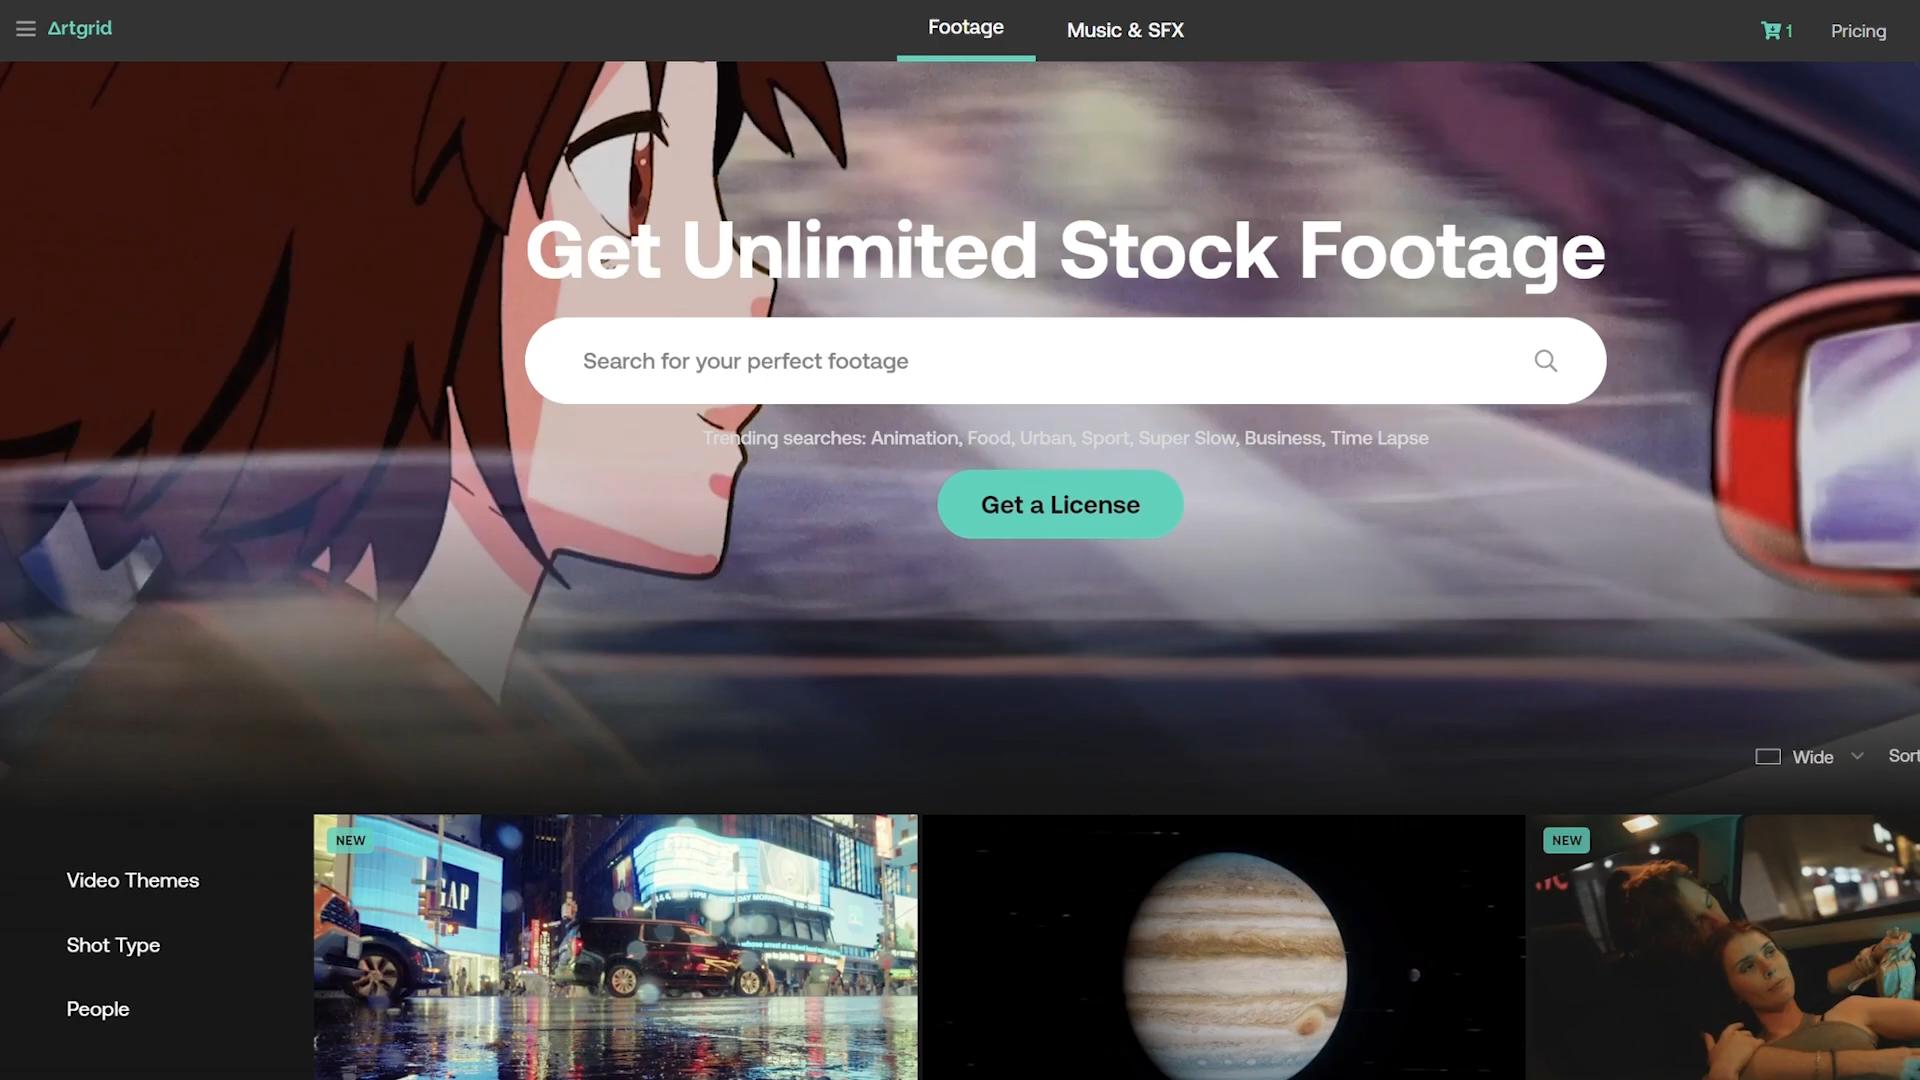 Artgrid
Footage
Music & SFX
1
Pricing
Get Unlimited Stock Footage
Search for your perfect footage
Trending searches: Animation, Food, Urban, Sport, Super Slow, Business, Time Lapse
Get a License
Wide
Sort
NEW
NEW
Video Themes
GAP
Shot Type
People